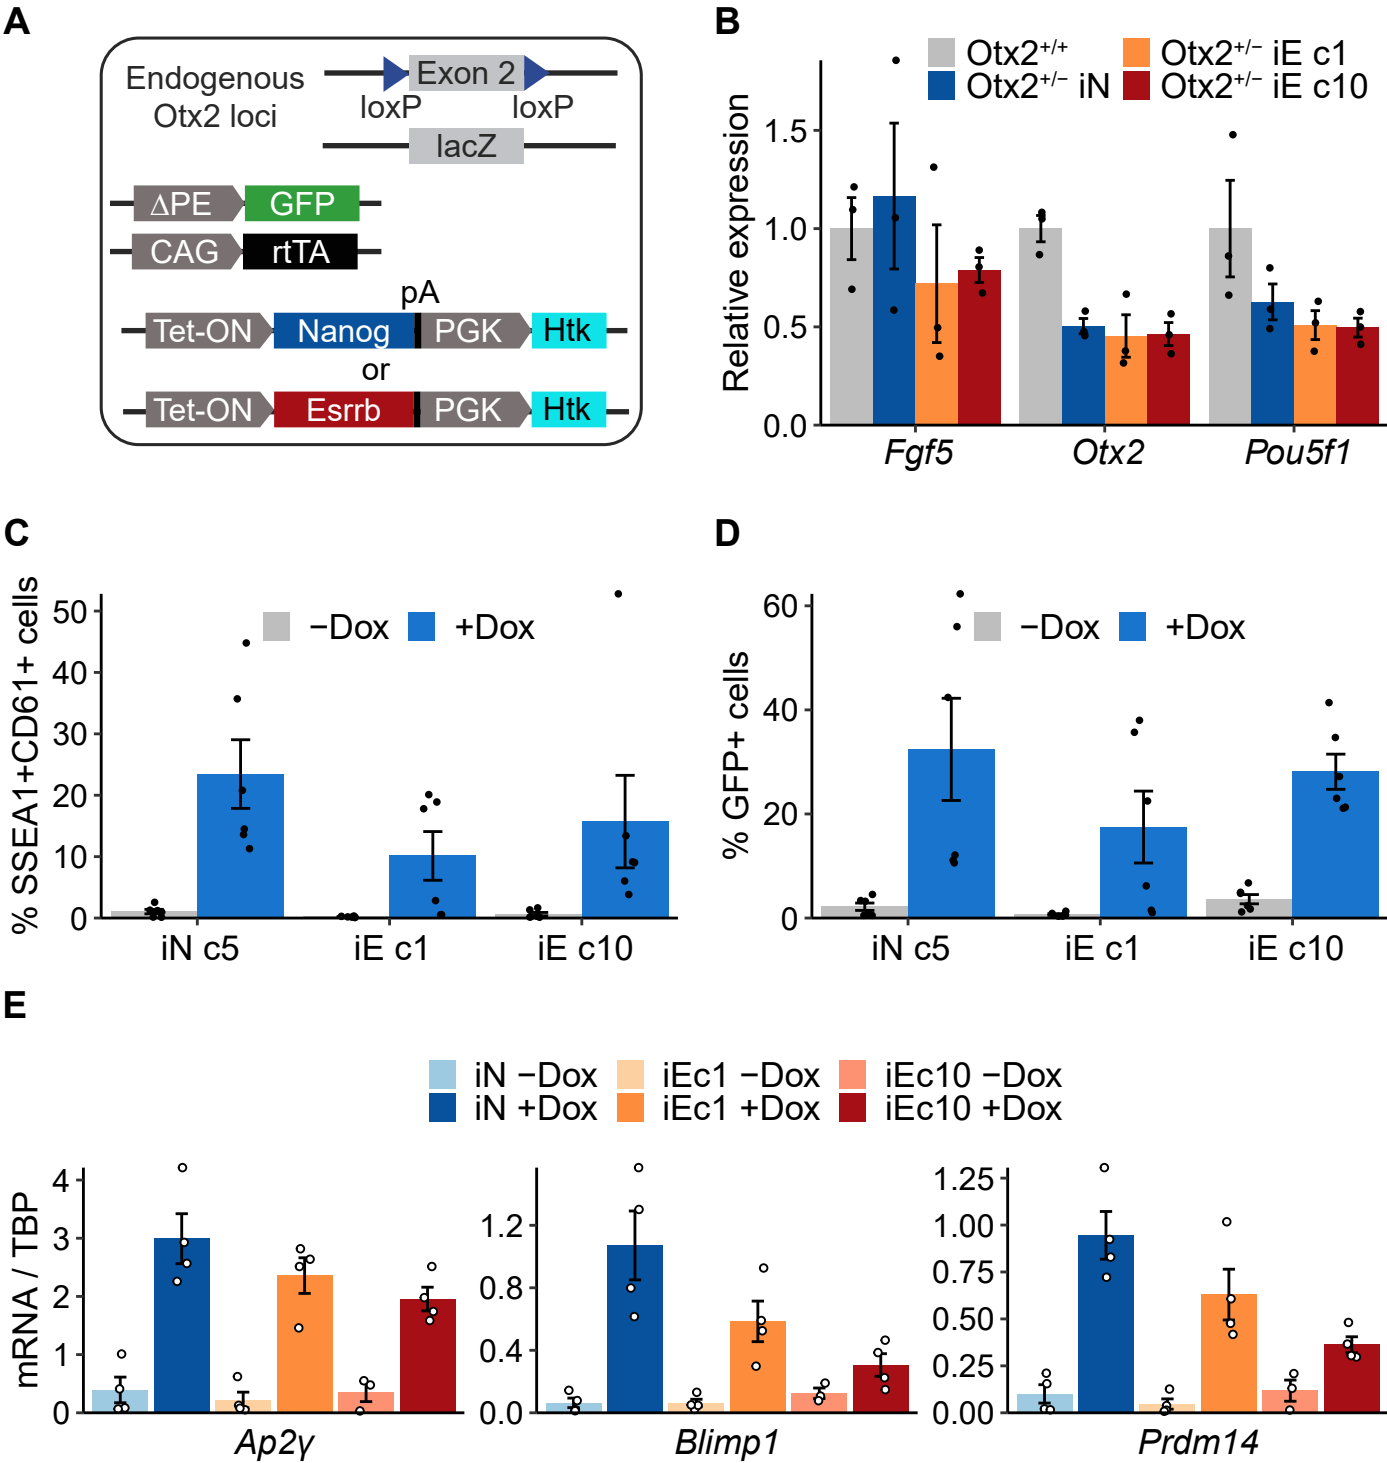 A
Endogenous
Otx2 loci
Exon 2
loxP
loxP
lacZ
ΔPE
GFP
CAG
rtTA
pA
Tet-ON
Nanog
PGK
Htk
or
Tet-ON
Esrrb
PGK
Htk
B
Otx2+/+
Otx2+/− iE c1
Otx2+/− iN
Otx2+/− iE c10
Relative expression
1.5
1.0
0.5
0.0
Fgf5
Otx2
Pou5f1
C
% SSEA1+CD61+ cells
−Dox
+Dox
50
40
30
20
10
0
iN c5
iE c1
iE c10
D
% GFP+ cells
−Dox
+Dox
60
40
20
0
iN c5
iE c1
iE c10
E
iN −Dox
iEc1 −Dox
iEc10 −Dox
iN +Dox
iEc1 +Dox
iEc10 +Dox
mRNA / TBP
4
3
2
1
0
Ap2γ
1.2
0.8
0.4
0.0
Blimp1
1.25
1.00
0.75
0.50
0.25
0.00
Prdm14